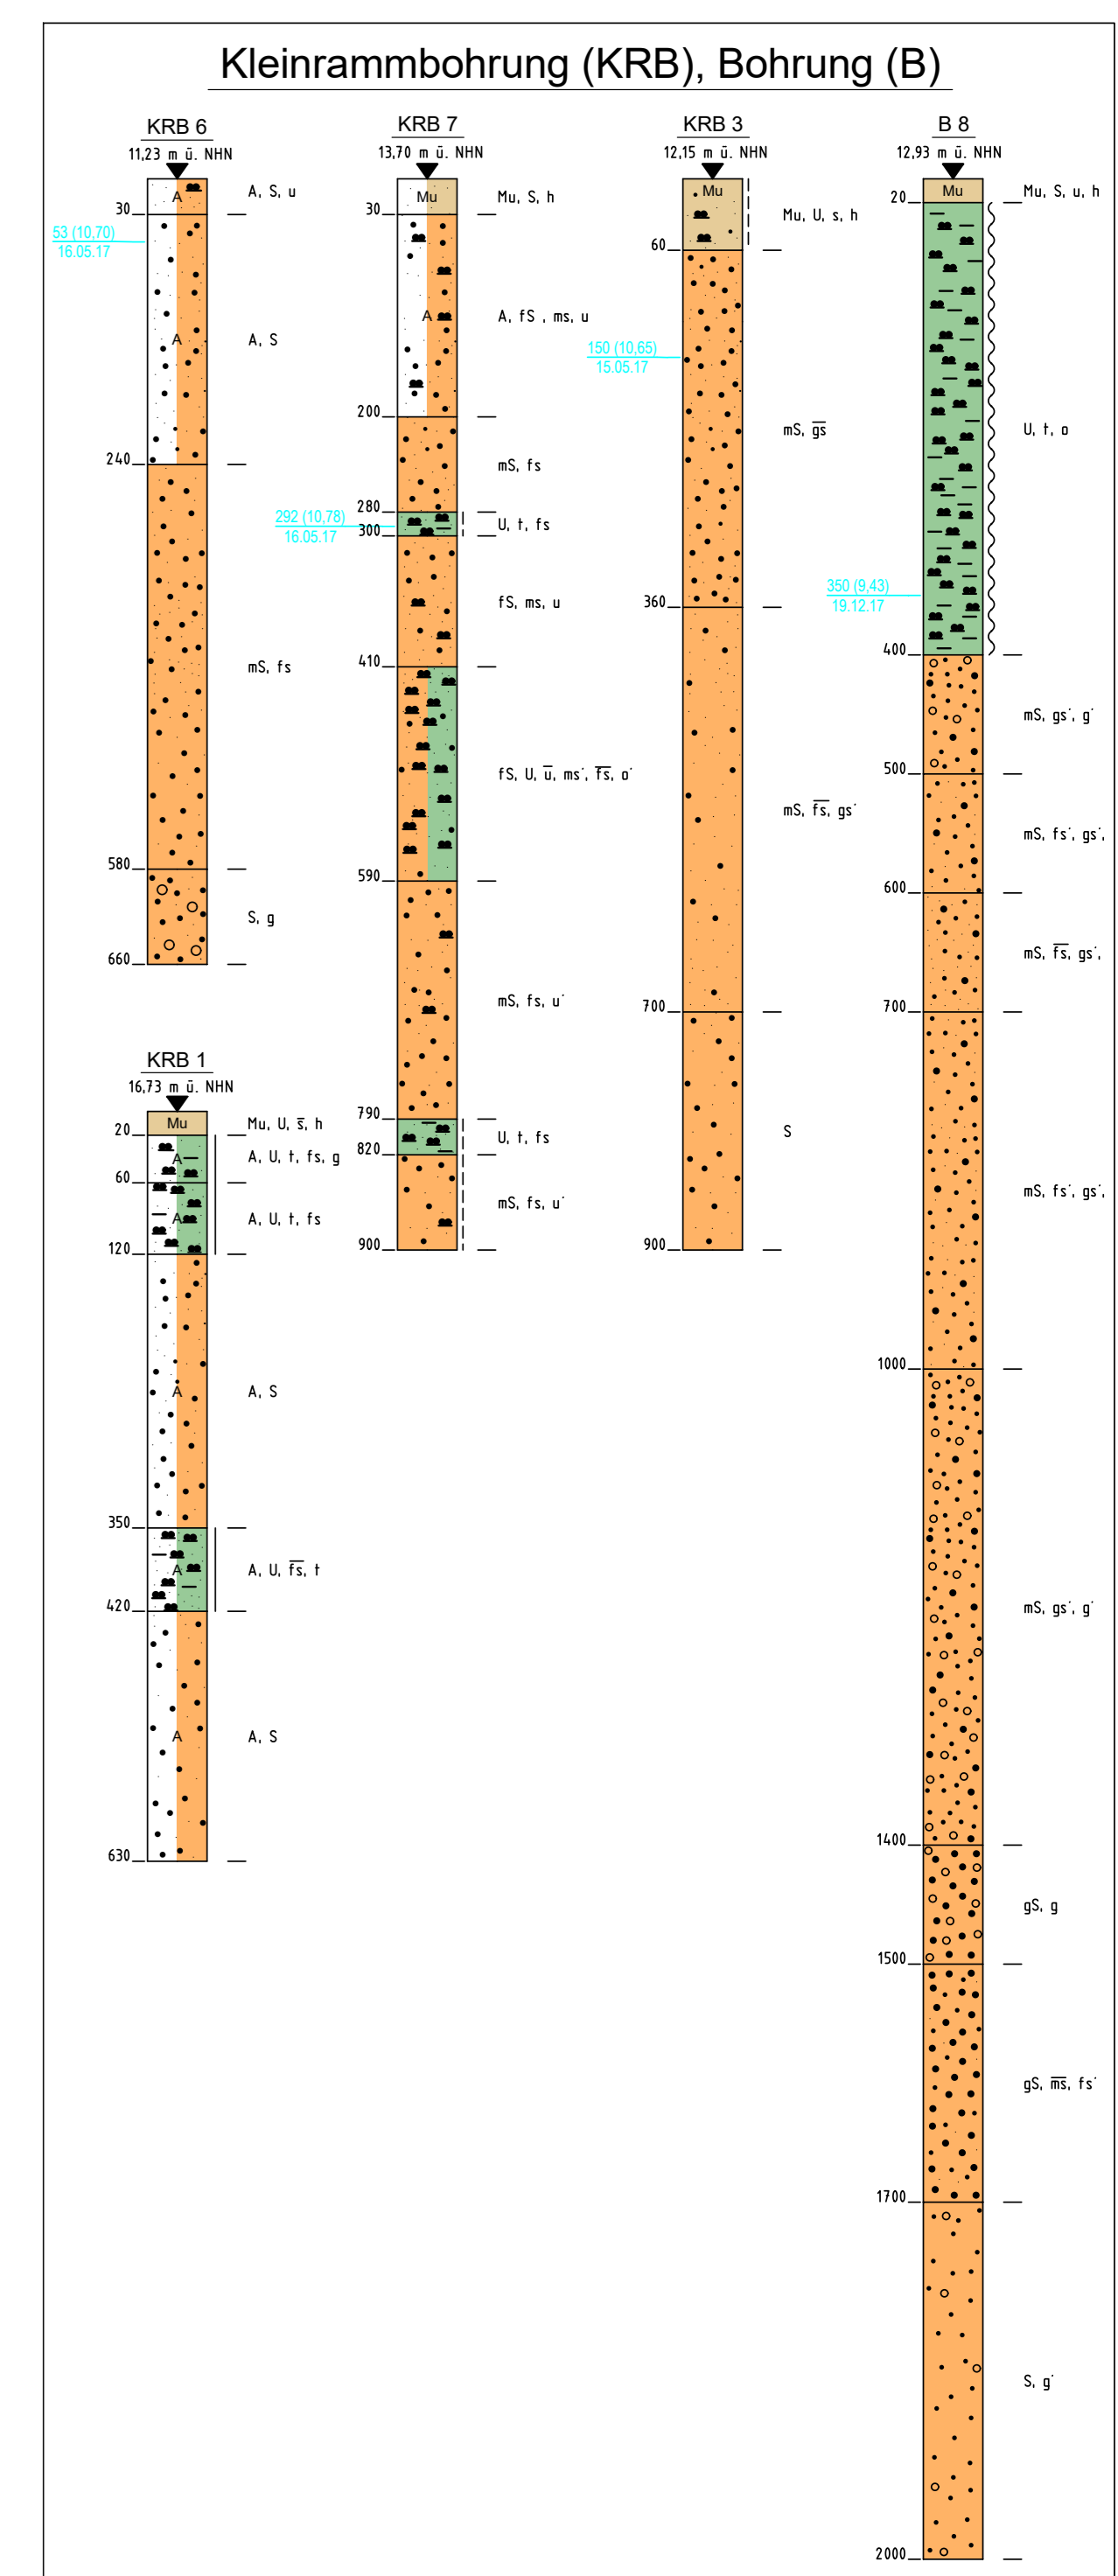 Kleinrammbohrung (KRB), Bohrung (B)
KRB 6
11,23 m ü. NHN
A
A, S, u
30
53 (10,70)
16.05.17
A
A, S
240
mS, fs
580
S, g
660
KRB 1
16,73 m ü. NHN
Mu
Mu, U, s̅, h
20
A
A, U, t, fs, g
60
A
A, U, t, fs
120
A
A, S
350
A
A, U, f̅s̅, t
420
A
A, S
630
KRB 7
13,70 m ü. NHN
Mu
Mu, S, h
30
A
A, fS , ms, u
200
mS, fs
280
292 (10,78)
16.05.17
U, t, fs
300
fS, ms, u
410
fS, U, u̅, ms', f̅s̅, o'
590
mS, fs, u'
790
U, t, fs
820
mS, fs, u'
900
KRB 3
12,15 m ü. NHN
Mu
Mu, U, s, h
60
150 (10,65)
15.05.17
mS, g̅s̅
360
mS, f̅s̅, gs'
700
S
900
B 8
12,93 m ü. NHN
Mu
Mu, S, u, h
20
U, t, o
350 (9,43)
19.12.17
400
mS, gs', g'
500
mS, fs', gs',
600
mS, f̅s̅, gs',
700
mS, fs', gs',
1000
mS, gs', g'
1400
gS, g
1500
gS, m̅s̅, fs'
1700
S, g'
2000